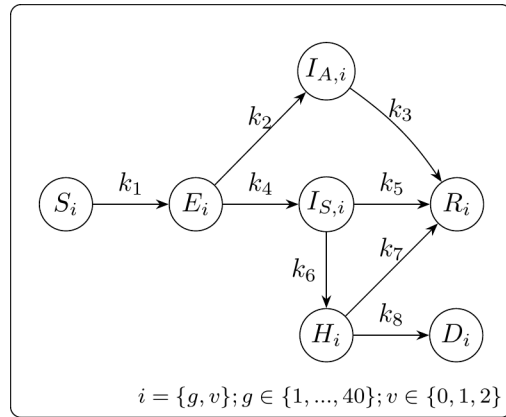 I_{A,i}
k_2
k_3
k_1
k_4
k_5
S_i
E_i
I_{S,i}
R_i
k_6
k_7
k_8
H_i
D_i
i = {g, v}; g ∈ {1, ..., 40}; v ∈ {0, 1, 2}